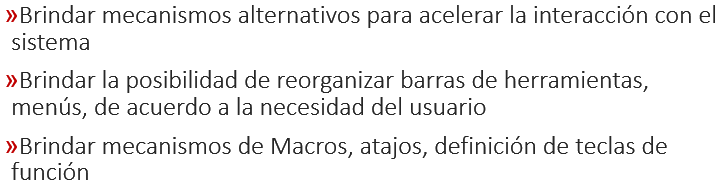 »Brindar mecanismos alternativos para acelerar la interacción con el
sistema
»Brindar la posibilidad de reorganizar barras de herramientas,
menús, de acuerdo a la necesidad del usuario
»Brindar mecanismos de Macros, atajos, definición de teclas de
función